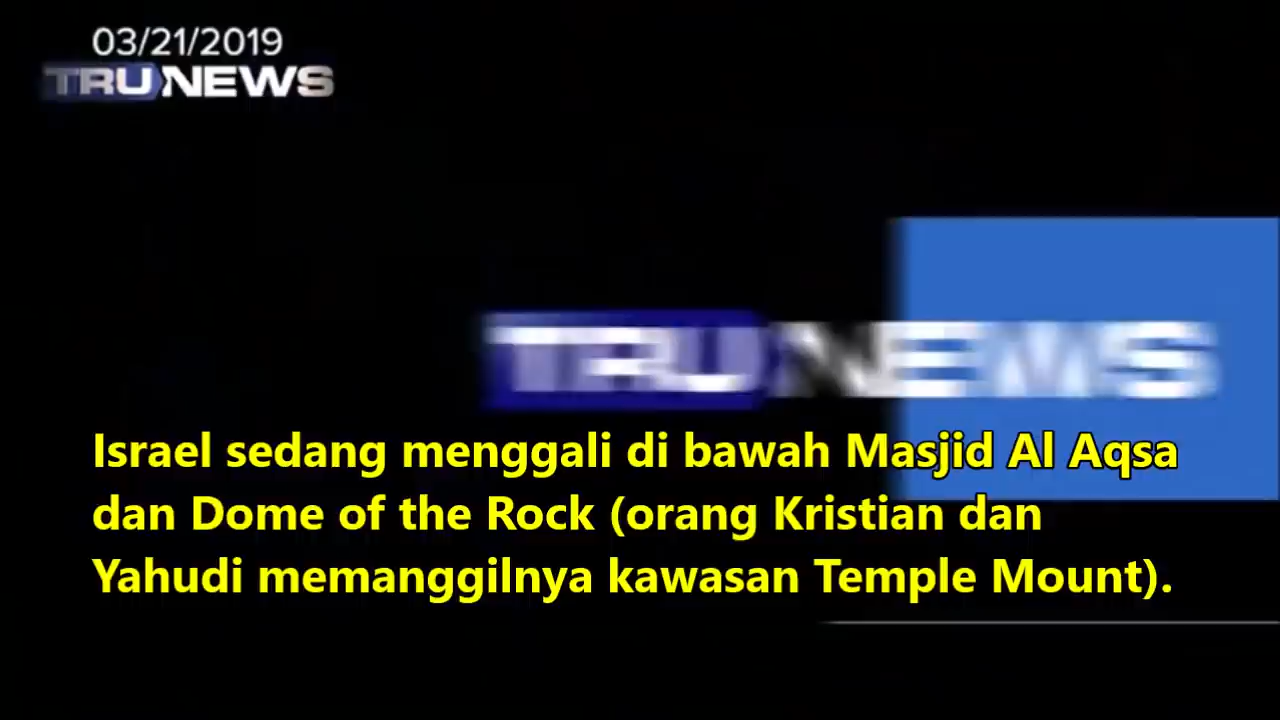 03/21/2019
TRUNEWS
TRUNEWS
Israel sedang menggali di bawah Masjid Al Aqsa
dan Dome of the Rock (orang Kristian dan
Yahudi memanggilnya kawasan Temple Mount).